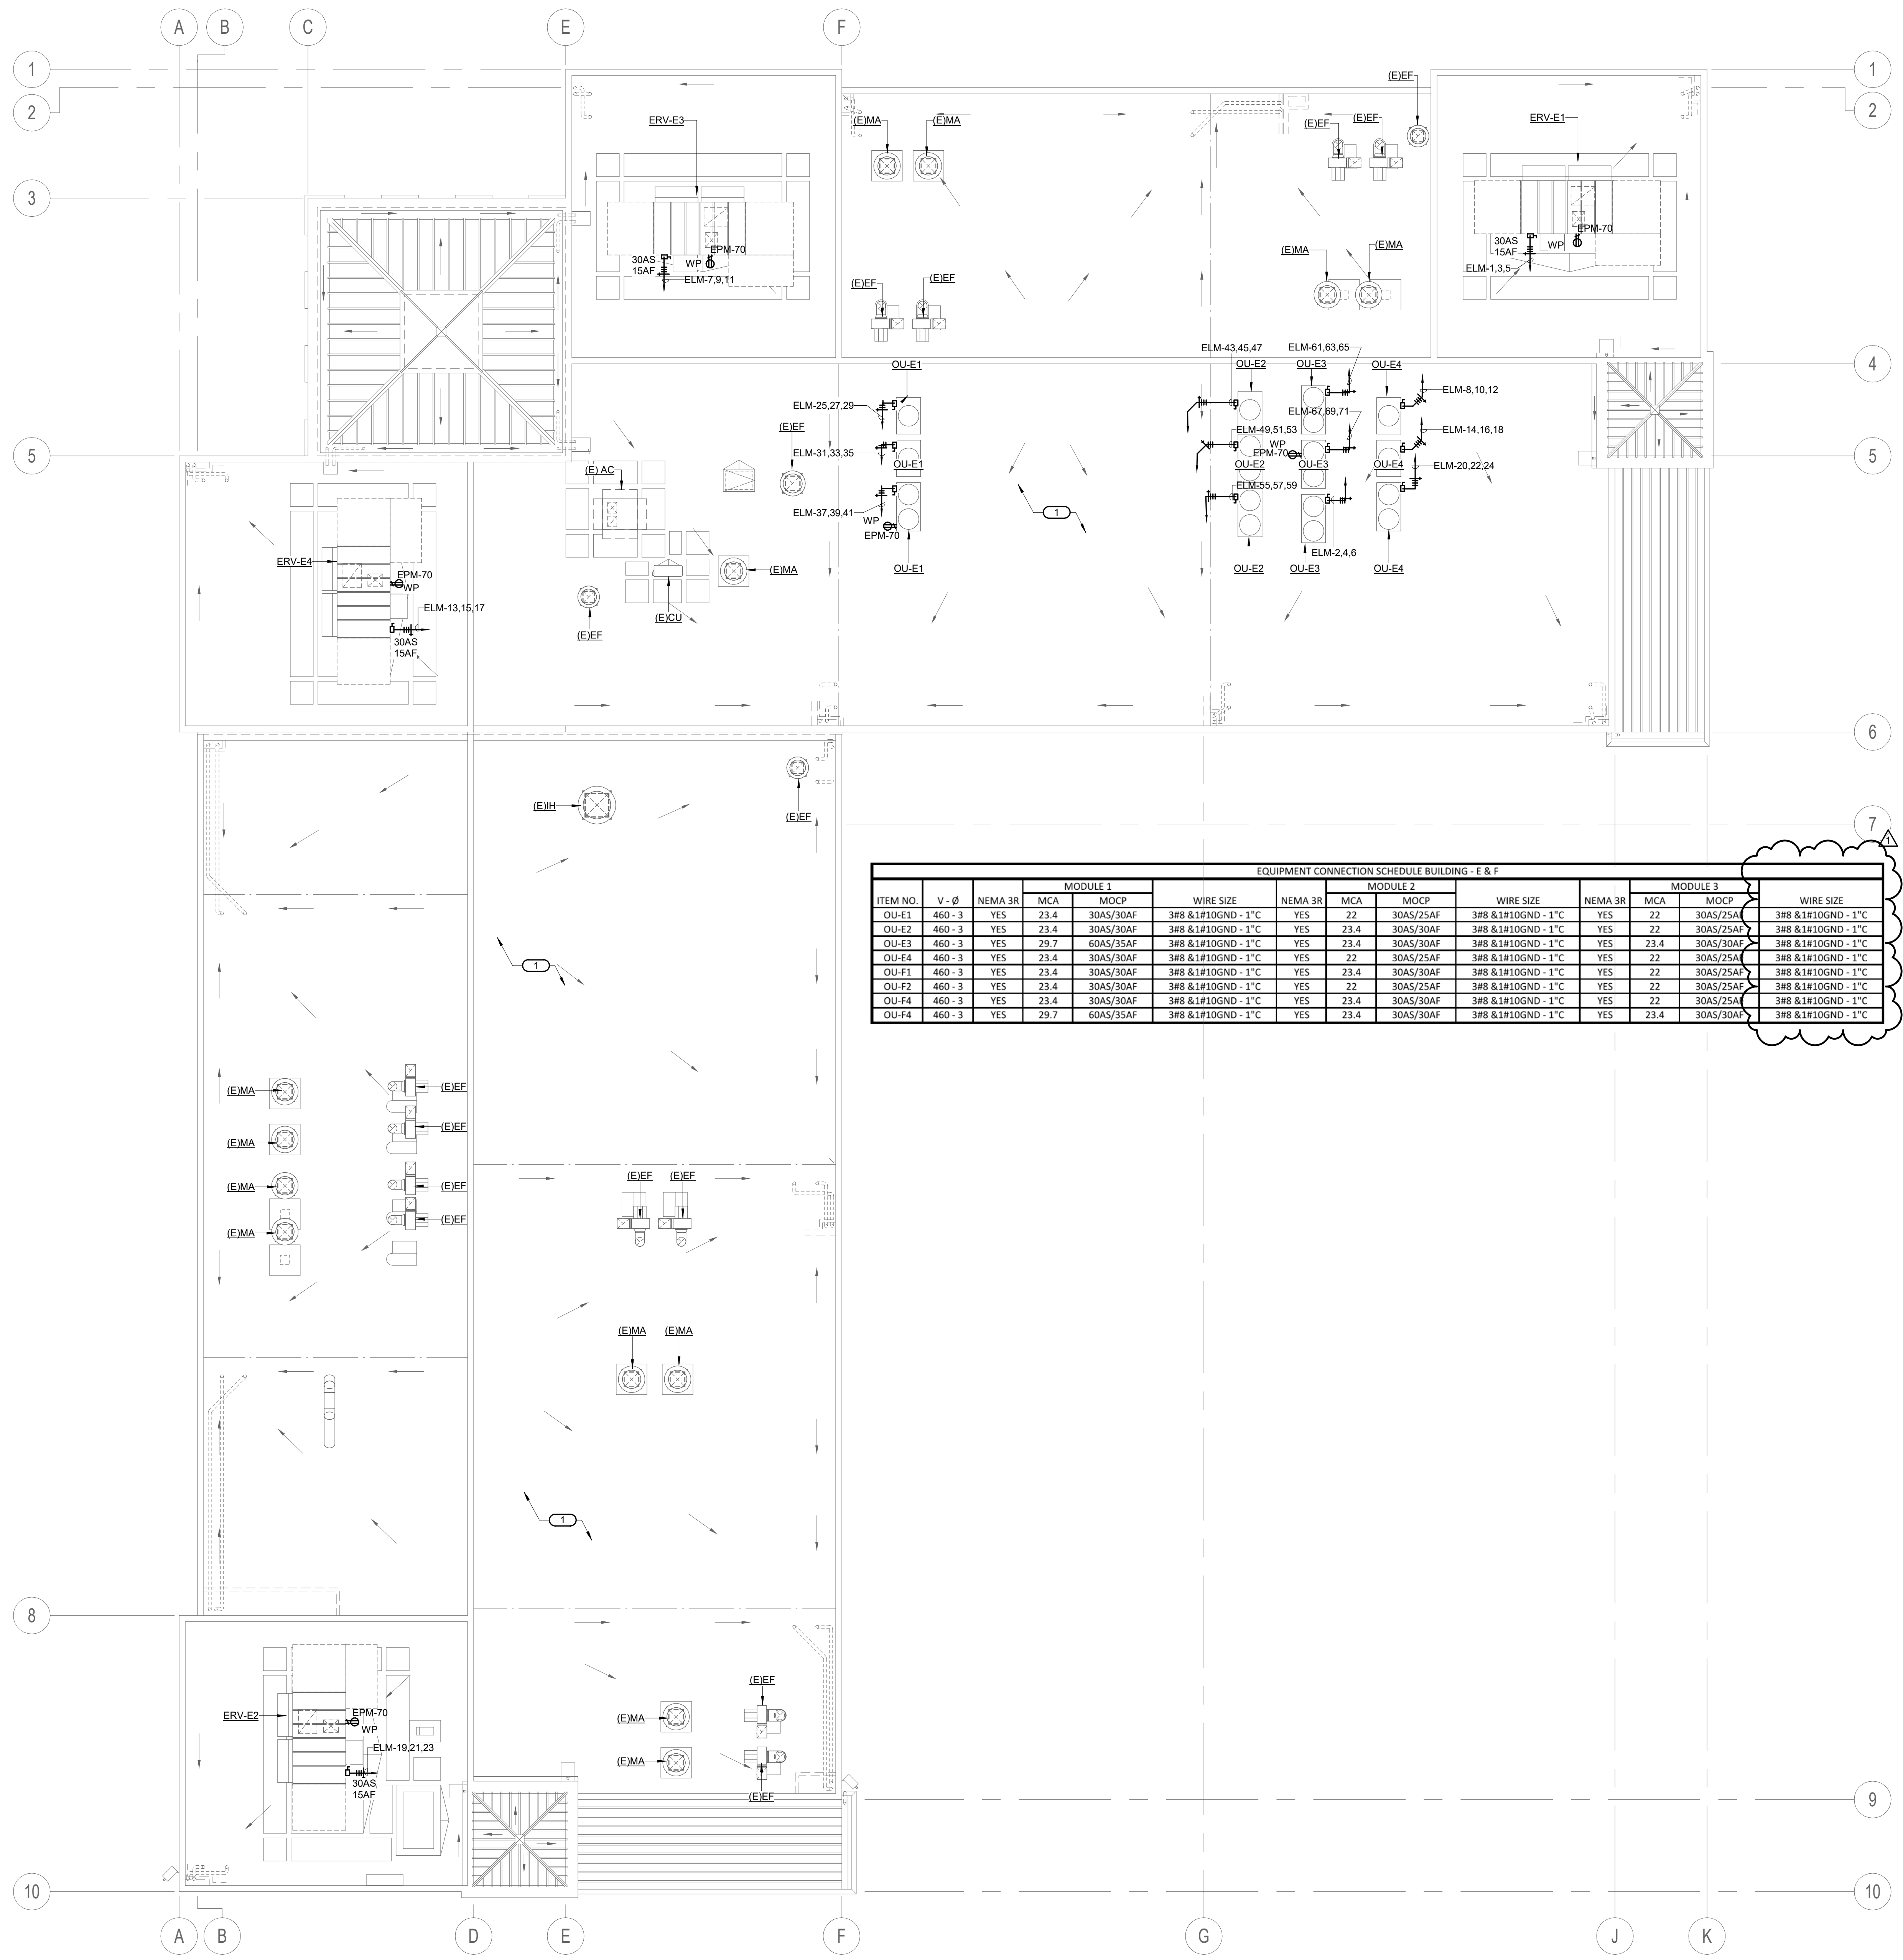 A B C E F
1 1
2 2
(E)EF
ERV-E3 (E)MA (E)MA (E)EF (E)EF ERV-E1
3
EPM-70 EPM-70
30AS WP 30AS WP
15AF 15AF
ELM-7,9,11 (E)MA (E)MA ELM-1,3,5
(E)EF (E)EF
ELM-43,45,47 ELM-61,63,65
OU-E1 OU-E2 OU-E3 OU-E4
4
ELM-8,10,12
ELM-25,27,29
ELM-67,69,71
(E)EF ELM-49,51,53 ELM-14,16,18
ELM-31,33,35 WP
EPM-70
5 5
(E) AC OU-E1 OU-E2 OU-E3 OU-E4 ELM-20,22,24
ELM-55,57,59
ELM-37,39,41
WP 1
EPM-70
ELM-2,4,6
ERV-E4 OU-E1 OU-E2 OU-E3 OU-E4
EPM-70 (E)MA
WP
ELM-13,15,17 (E)CU
(E)EF
30AS
15AF
6
(E)IH (E)EF
7
1
EQUIPMENT CONNECTION SCHEDULE BUILDING - E & F
MODULE 1 MODULE 2 MODULE 3
ITEM NO. V - Ø NEMA 3R MCA MOCP WIRE SIZE NEMA 3R MCA MOCP WIRE SIZE NEMA 3R MCA MOCP WIRE SIZE
OU-E1 460 - 3 YES 23.4 30AS/30AF 3#8 &1#10GND - 1"C YES 22 30AS/25AF 3#8 &1#10GND - 1"C YES 22 30AS/25AF 3#8 &1#10GND - 1"C
OU-E2 460 - 3 YES 23.4 30AS/30AF 3#8 &1#10GND - 1"C YES 23.4 30AS/30AF 3#8 &1#10GND - 1"C YES 22 30AS/25AF 3#8 &1#10GND - 1"C
OU-E3 460 - 3 YES 29.7 60AS/35AF 3#8 &1#10GND - 1"C YES 23.4 30AS/30AF 3#8 &1#10GND - 1"C YES 23.4 30AS/30AF 3#8 &1#10GND - 1"C
OU-E4 460 - 3 YES 23.4 30AS/30AF 3#8 &1#10GND - 1"C YES 22 30AS/25AF 3#8 &1#10GND - 1"C YES 22 30AS/25AF 3#8 &1#10GND - 1"C
OU-F1 460 - 3 YES 23.4 30AS/30AF 3#8 &1#10GND - 1"C YES 23.4 30AS/30AF 3#8 &1#10GND - 1"C YES 22 30AS/25AF 3#8 &1#10GND - 1"C
OU-F2 460 - 3 YES 23.4 30AS/30AF 3#8 &1#10GND - 1"C YES 22 30AS/25AF 3#8 &1#10GND - 1"C YES 22 30AS/25AF 3#8 &1#10GND - 1"C
OU-F4 460 - 3 YES 23.4 30AS/30AF 3#8 &1#10GND - 1"C YES 23.4 30AS/30AF 3#8 &1#10GND - 1"C YES 22 30AS/25AF 3#8 &1#10GND - 1"C
OU-F4 460 - 3 YES 29.7 60AS/35AF 3#8 &1#10GND - 1"C YES 23.4 30AS/30AF 3#8 &1#10GND - 1"C YES 23.4 30AS/30AF 3#8 &1#10GND - 1"C
1
(E)MA (E)EF
(E)EF
(E)MA
(E)EF (E)EF
(E)MA (E)EF
(E)EF
(E)MA
(E)MA (E)MA
1
8
(E)EF
ERV-E2 EPM-70 (E)MA
WP
ELM-19,21,23
(E)MA
30AS
15AF (E)EF
9
10 10
A B D E F G J K